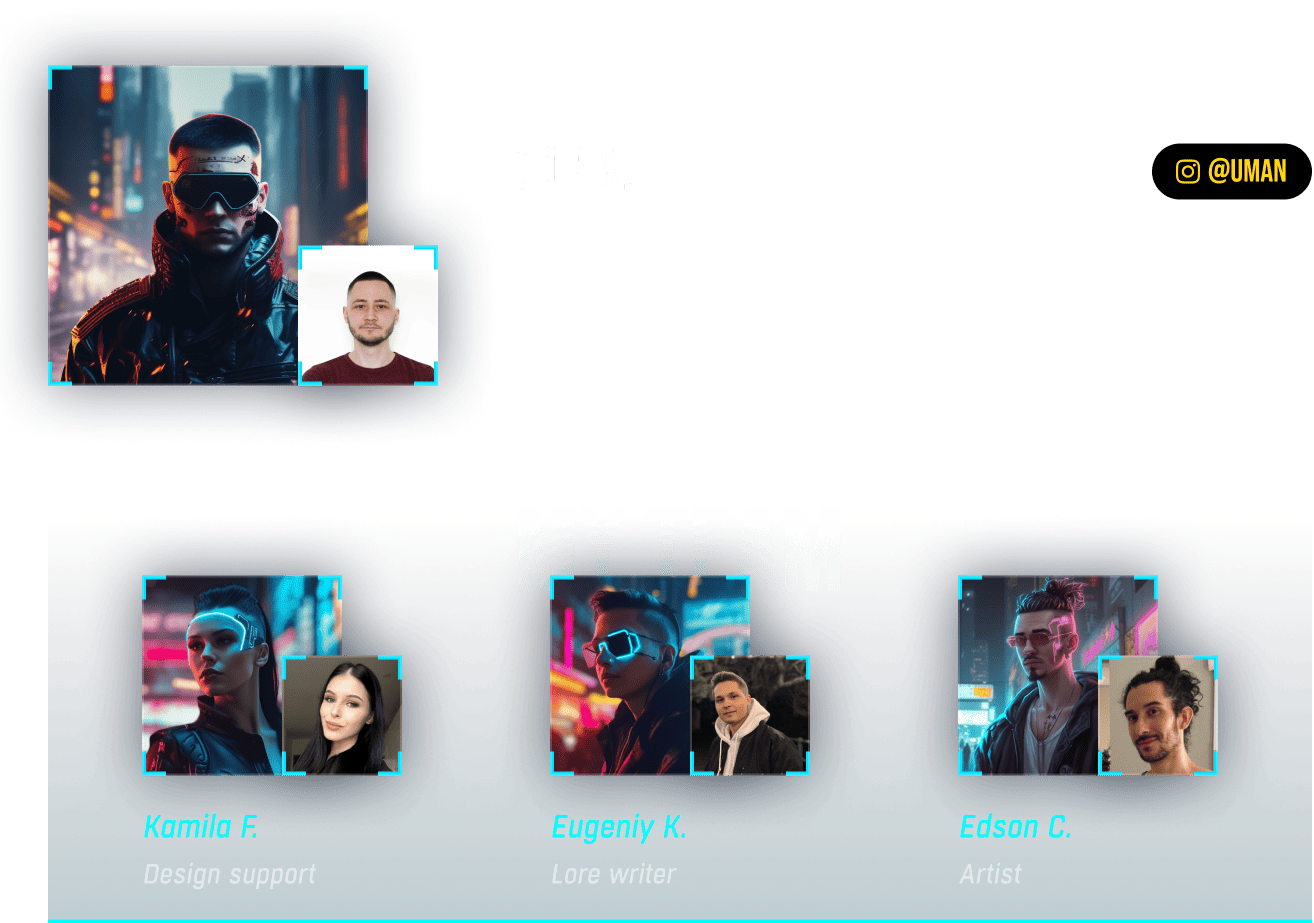 @UMAN
Kamila F.
Eugeniy K.
Edson C.
Design support
Lore writer
Artist